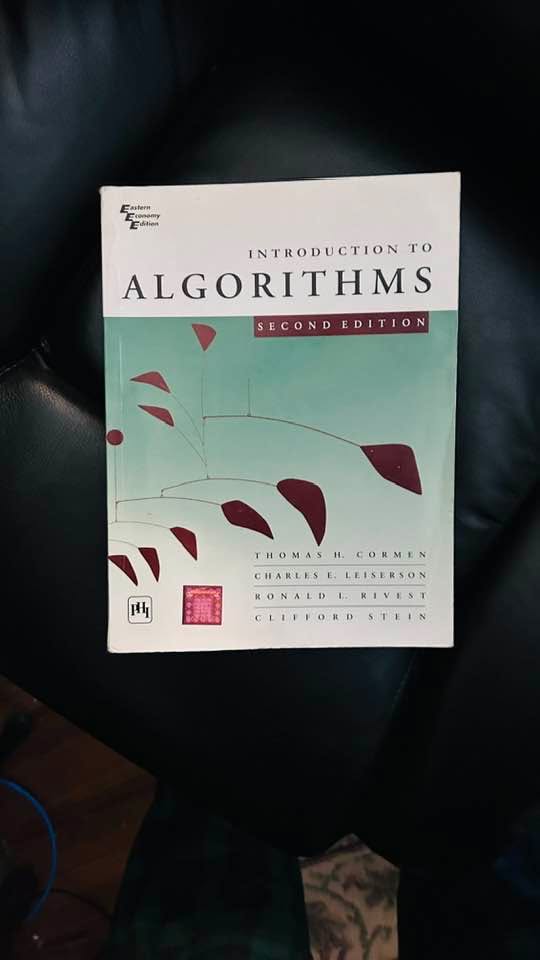 Eastern
Economy
Edition
INTRODUCTION TO
ALGORITHMS
SECOND EDITION
THOMAS H. CORMEN
CHARLES E. LEISERSON
RONALD L. RIVEST
CLIFFORD STEIN
PHI